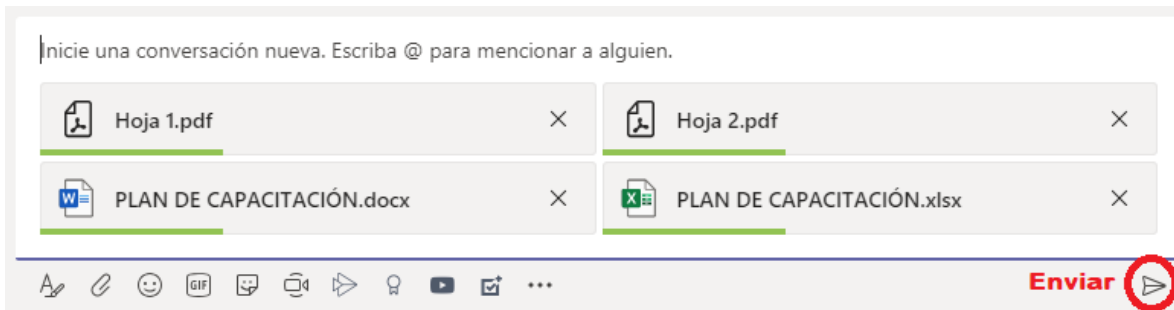 Inicie una conversación nueva. Escriba @ para mencionar a alguien.
Hoja 1.pdf
Hoja 2.pdf
PLAN DE CAPACITACIÓN.docx
PLAN DE CAPACITACIÓN.xlsx
GIF
Enviar